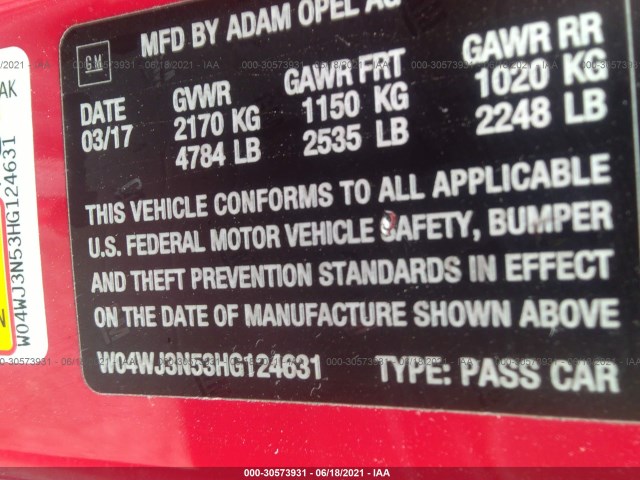 GM
MFD BY ADAM OPEL AG
DATE
03/17
GVWR
2170 KG
4784 LB
GAWR FRT
1150 KG
2535 LB
GAWR RR
1020 KG
2248 LB
THIS VEHICLE CONFORMS TO ALL APPLICABLE
U.S. FEDERAL MOTOR VEHICLE SAFETY, BUMPER
AND THEFT PREVENTION STANDARDS IN EFFECT
ON THE DATE OF MANUFACTURE SHOWN ABOVE
W04WJ3N53HG124631 TYPE: PASS CAR
AK
W04WJ3N53HG124631
000-30573931 - 06/18/2021 - IAA